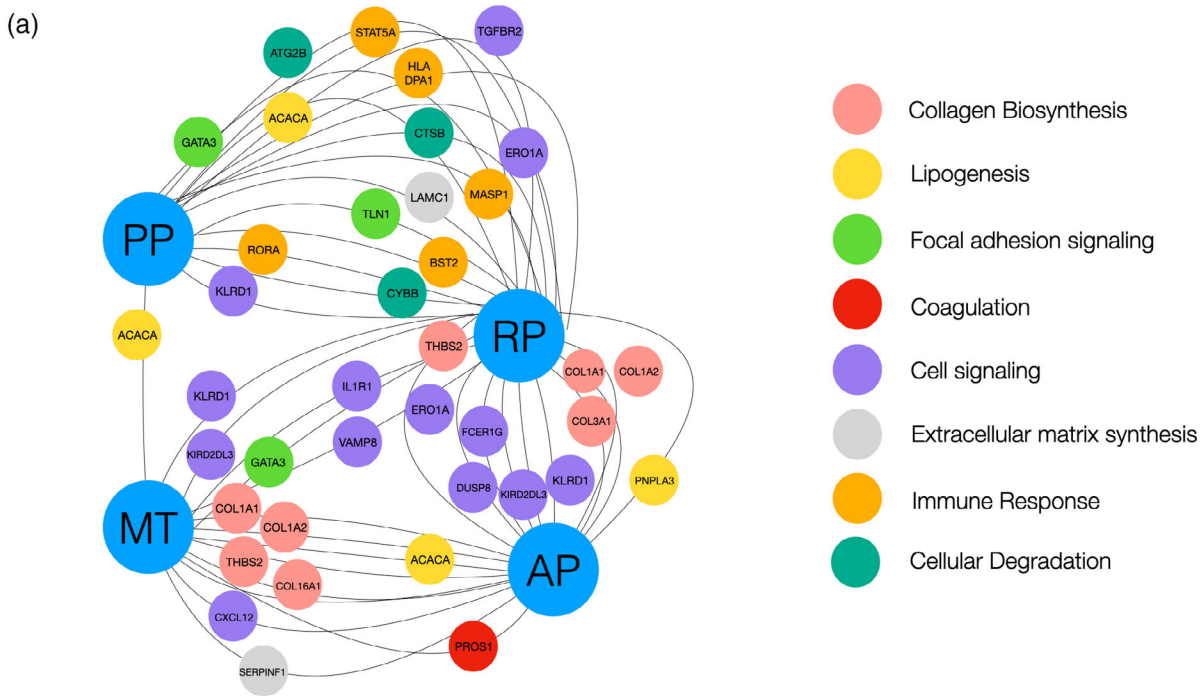 (a)
STAT5A
TGFBR2
ATG2B
HLA
DPA1
ACACA
GATA3
CTSB
ERO1A
MASP1
LAMC1
TLN1
PP
RORA
BST2
KLRD1
CYBB
ACACA
RP
THBS2
COL1A1
COL1A2
IL1R1
KLRD1
ERO1A
COL3A1
FCER1G
VAMP8
KIRD2DL3
GATA3
DUSP8
KIRD2DL3
KLRD1
PNPLA3
MT
COL1A1
COL1A2
THBS2
COL16A1
ACACA
AP
CXCL12
PROS1
SERPINF1
Collagen Biosynthesis
Lipogenesis
Focal adhesion signaling
Coagulation
Cell signaling
Extracellular matrix synthesis
Immune Response
Cellular Degradation